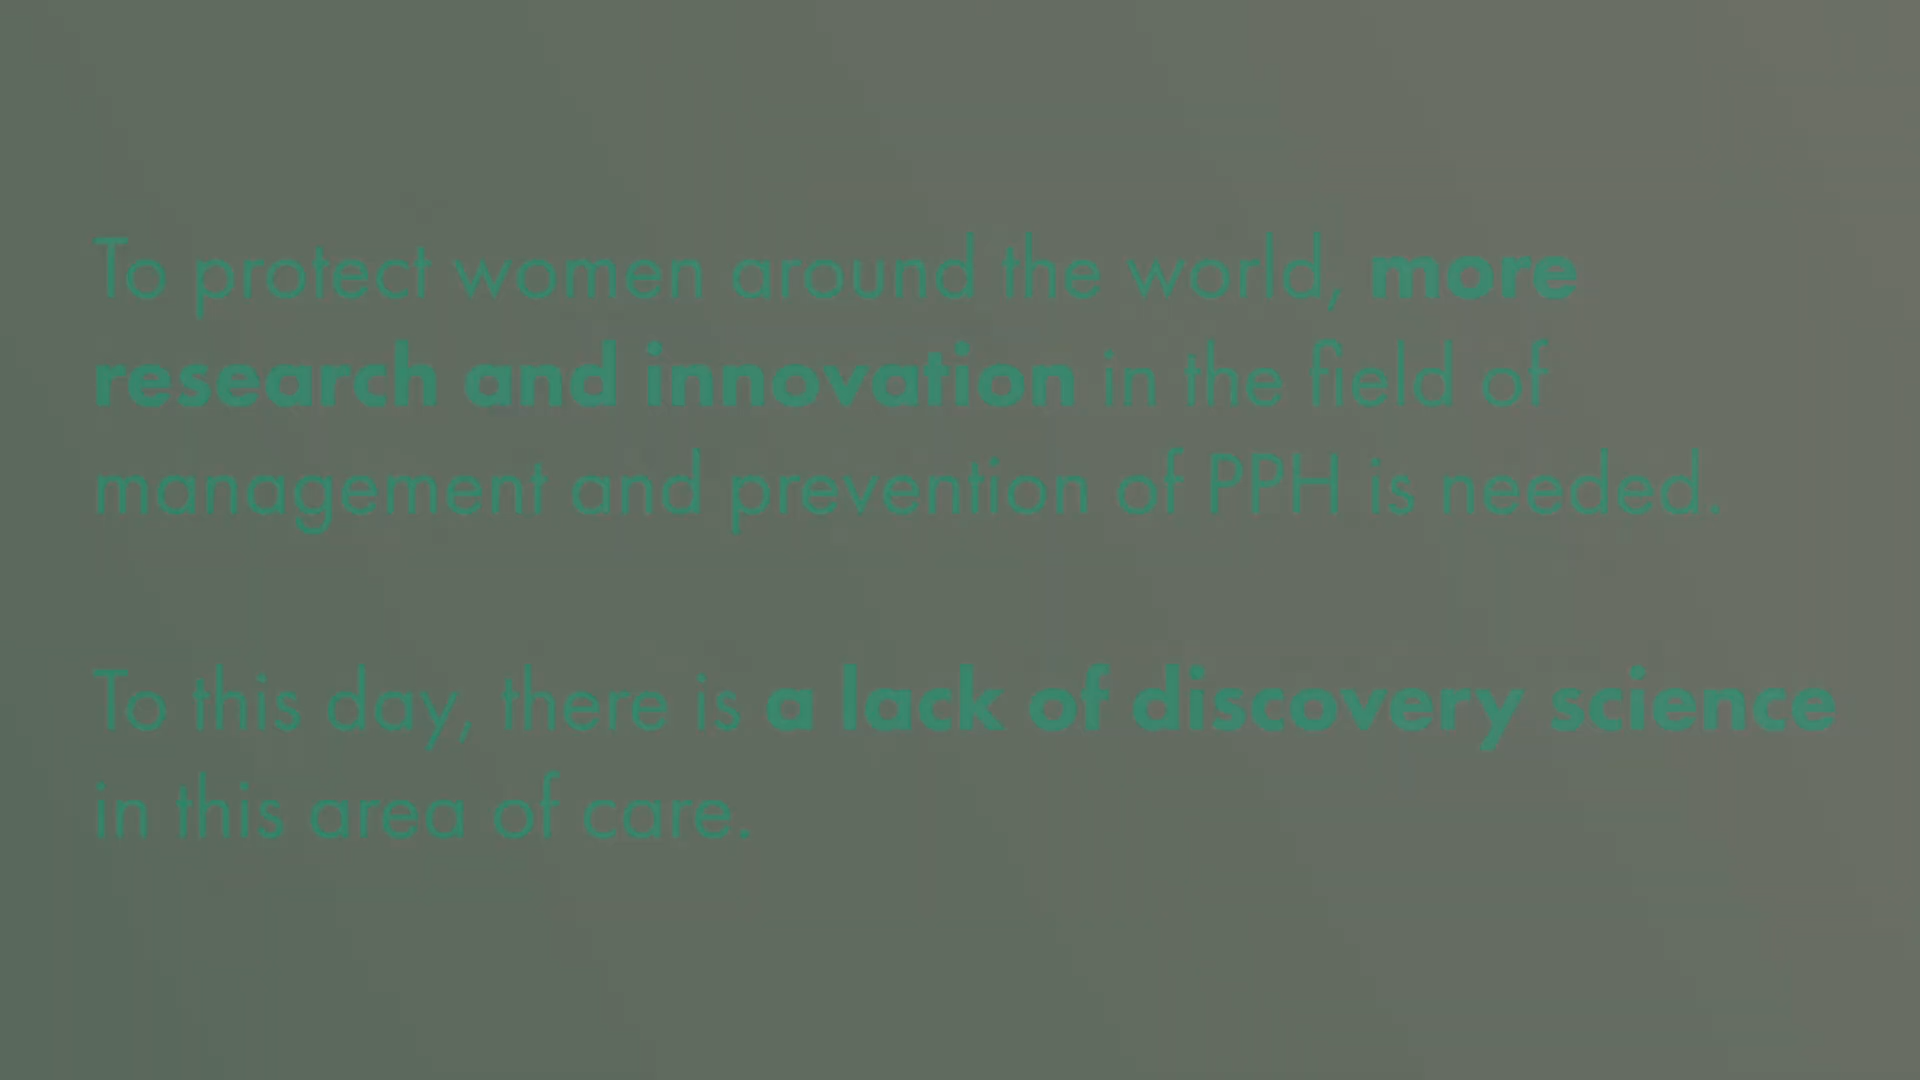 To protect women around the world, more
research and innovation in the field of
management and prevention of PPH is needed.
To this day, there is a lack of discovery science
in this area of care.